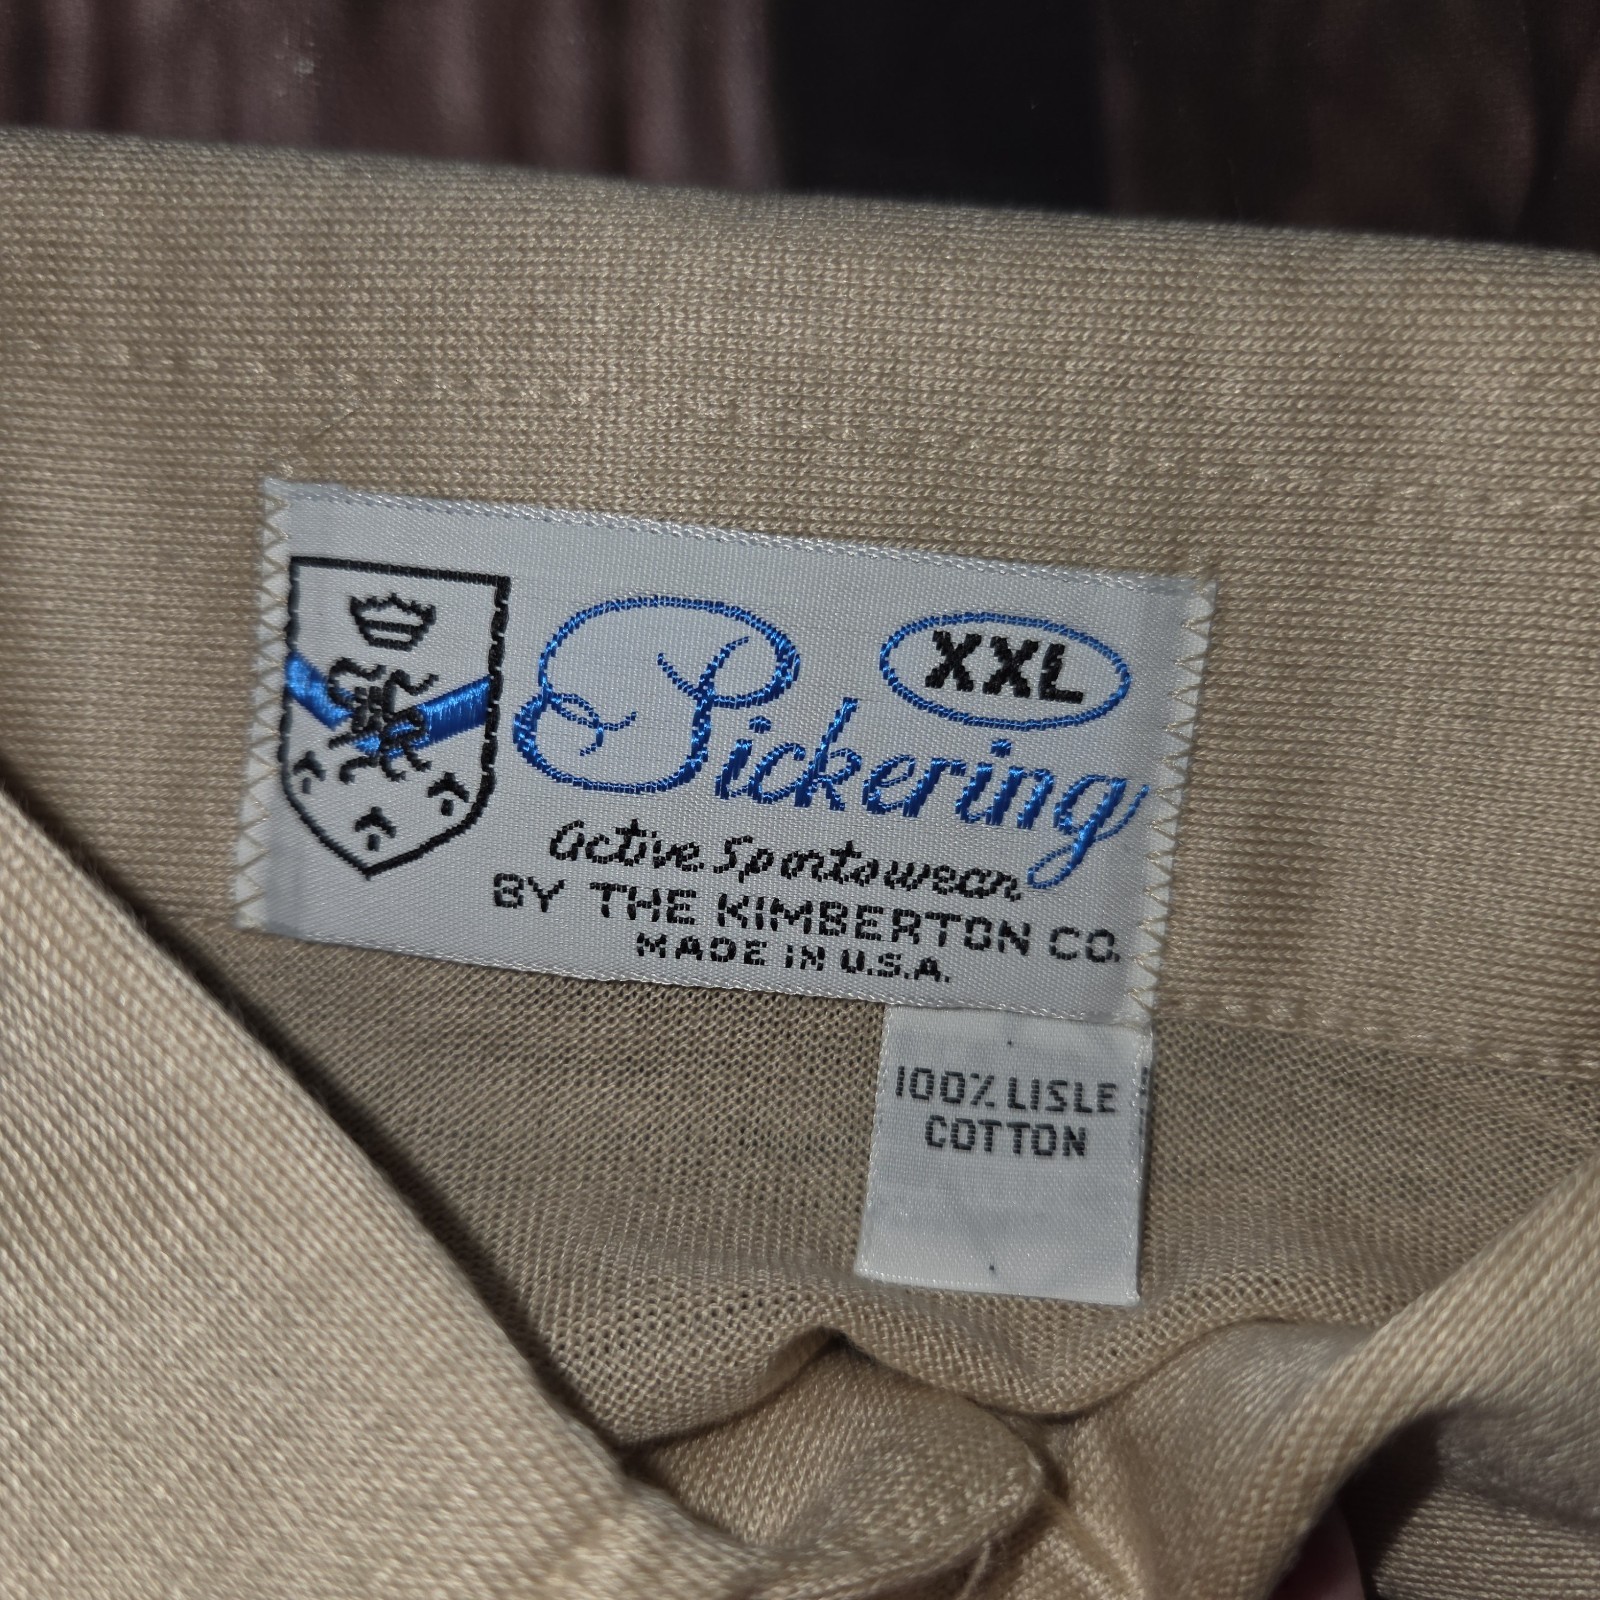 XXL
Pickering
active Sportswear
BY THE KIMBERTON CO.
MADE IN U.S.A.
100% LISLE
COTTON